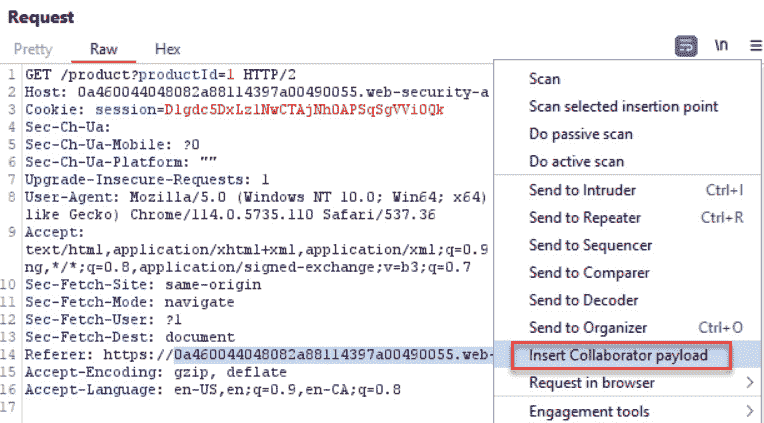 Request
Pretty Raw Hex
\n
1 GET /product?productId=1 HTTP/2
2 Host: 0a460044048082a88114397a00490055.web-security-a
3 Cookie: session=D1gdc5DxLz1NwCTAjNh0APSqSgVVi0Qk
4 Sec-Ch-Ua:
5 Sec-Ch-Ua-Mobile: ?0
6 Sec-Ch-Ua-Platform: ""
7 Upgrade-Insecure-Requests: 1
8 User-Agent: Mozilla/5.0 (Windows NT 10.0; Win64; x64)
like Gecko) Chrome/114.0.5735.110 Safari/537.36
9 Accept:
text/html,application/xhtml+xml,application/xml;q=0.9
ng,*/*;q=0.8,application/signed-exchange;v=b3;q=0.7
10 Sec-Fetch-Site: same-origin
11 Sec-Fetch-Mode: navigate
12 Sec-Fetch-User: ?1
13 Sec-Fetch-Dest: document
14 Referer: https://0a460044048082a88114397a00490055.web-
15 Accept-Encoding: gzip, deflate
16 Accept-Language: en-US,en;q=0.9,en-CA;q=0.8
17
Scan
Scan selected insertion point
Do passive scan
Do active scan
Send to Intruder Ctrl+I
Send to Repeater Ctrl+R
Send to Sequencer
Send to Comparer
Send to Decoder
Send to Organizer Ctrl+O
Insert Collaborator payload
Request in browser
Engagement tools